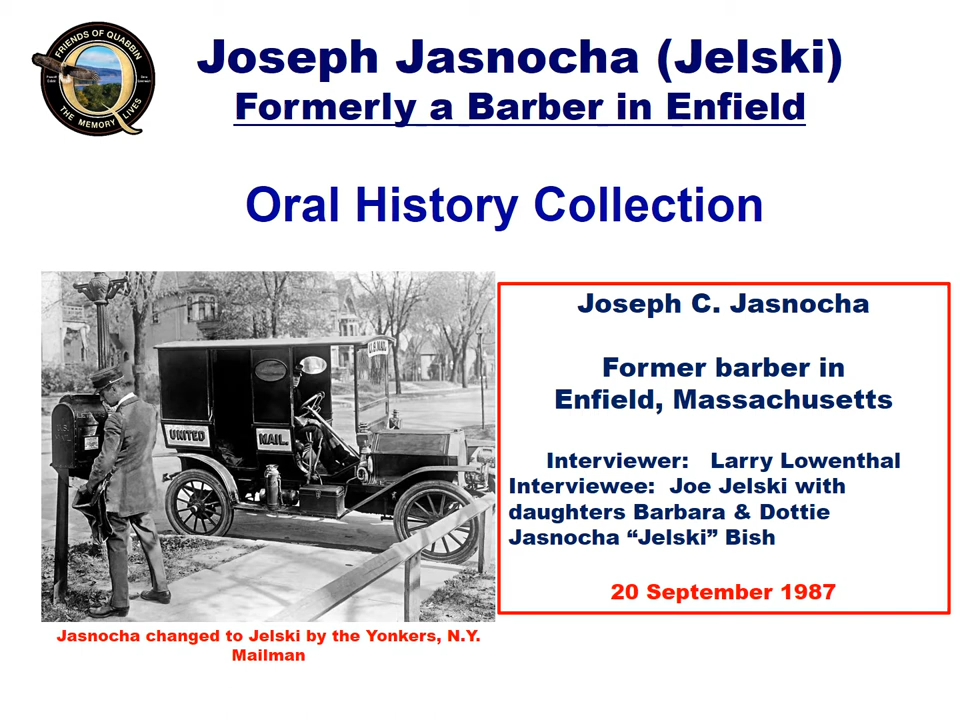 FRIENDS OF QUABBIN
THE MEMORY LIVES
Joseph Jasnocha (Jelski)
Formerly a Barber in Enfield
Oral History Collection
U.S. MAIL
UNITED
MAIL.
Joseph C. Jasnocha
Former barber in
Enfield, Massachusetts
Interviewer: Larry Lowenthal
Interviewee: Joe Jelski with
daughters Barbara & Dottie
Jasnocha “Jelski” Bish
20 September 1987
Jasnocha changed to Jelski by the Yonkers, N.Y.
Mailman